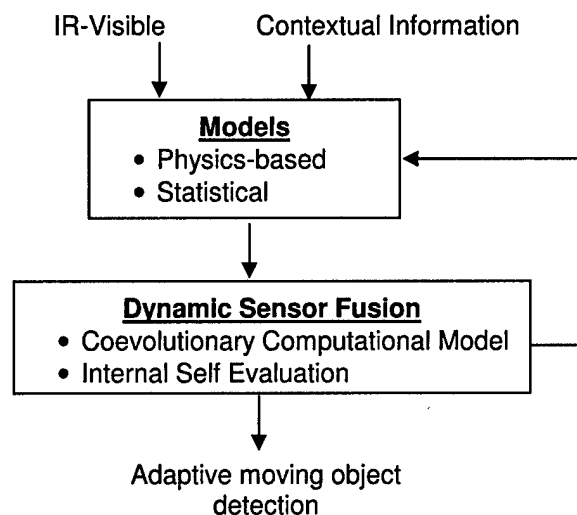 IR-Visible
Contextual Information
Models
• Physics-based
• Statistical
Dynamic Sensor Fusion
• Coevolutionary Computational Model
• Internal Self Evaluation
Adaptive moving object
detection